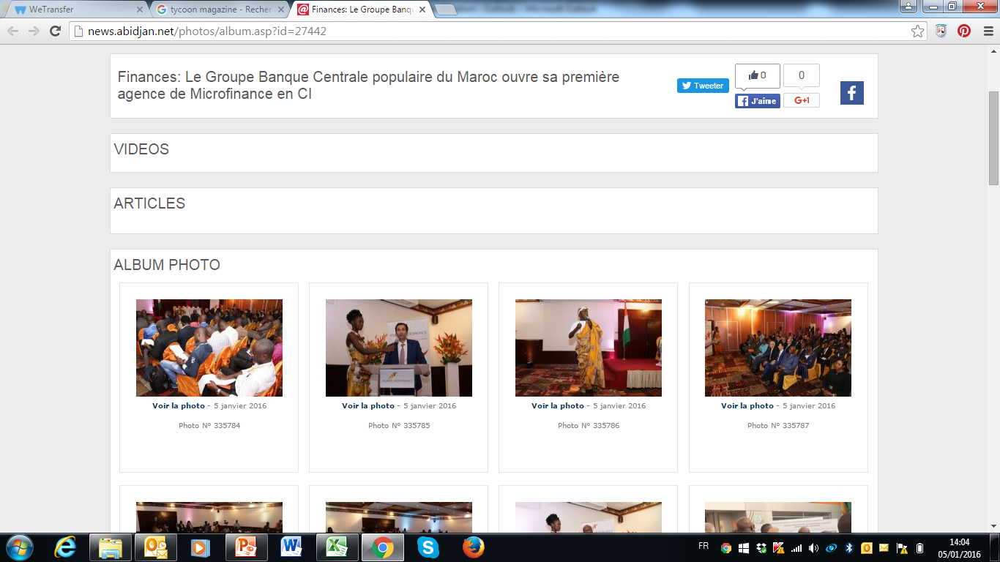 WeTransfer
tycoon magazine - Recher
Finances: Le Groupe Banqu
news.abidjan.net/photos/album.asp?id=27442
Finances: Le Groupe Banque Centrale populaire du Maroc ouvre sa première
agence de Microfinance en CI
Tweeter
0
J'aime
0
G+1
VIDEOS
ARTICLES
ALBUM PHOTO
Voir la photo - 5 janvier 2016
Photo Nº 335784
Voir la photo - 5 janvier 2016
Photo Nº 335785
Voir la photo - 5 janvier 2016
Photo Nº 335786
Voir la photo - 5 janvier 2016
Photo Nº 335787
FR
14:04
05/01/2016